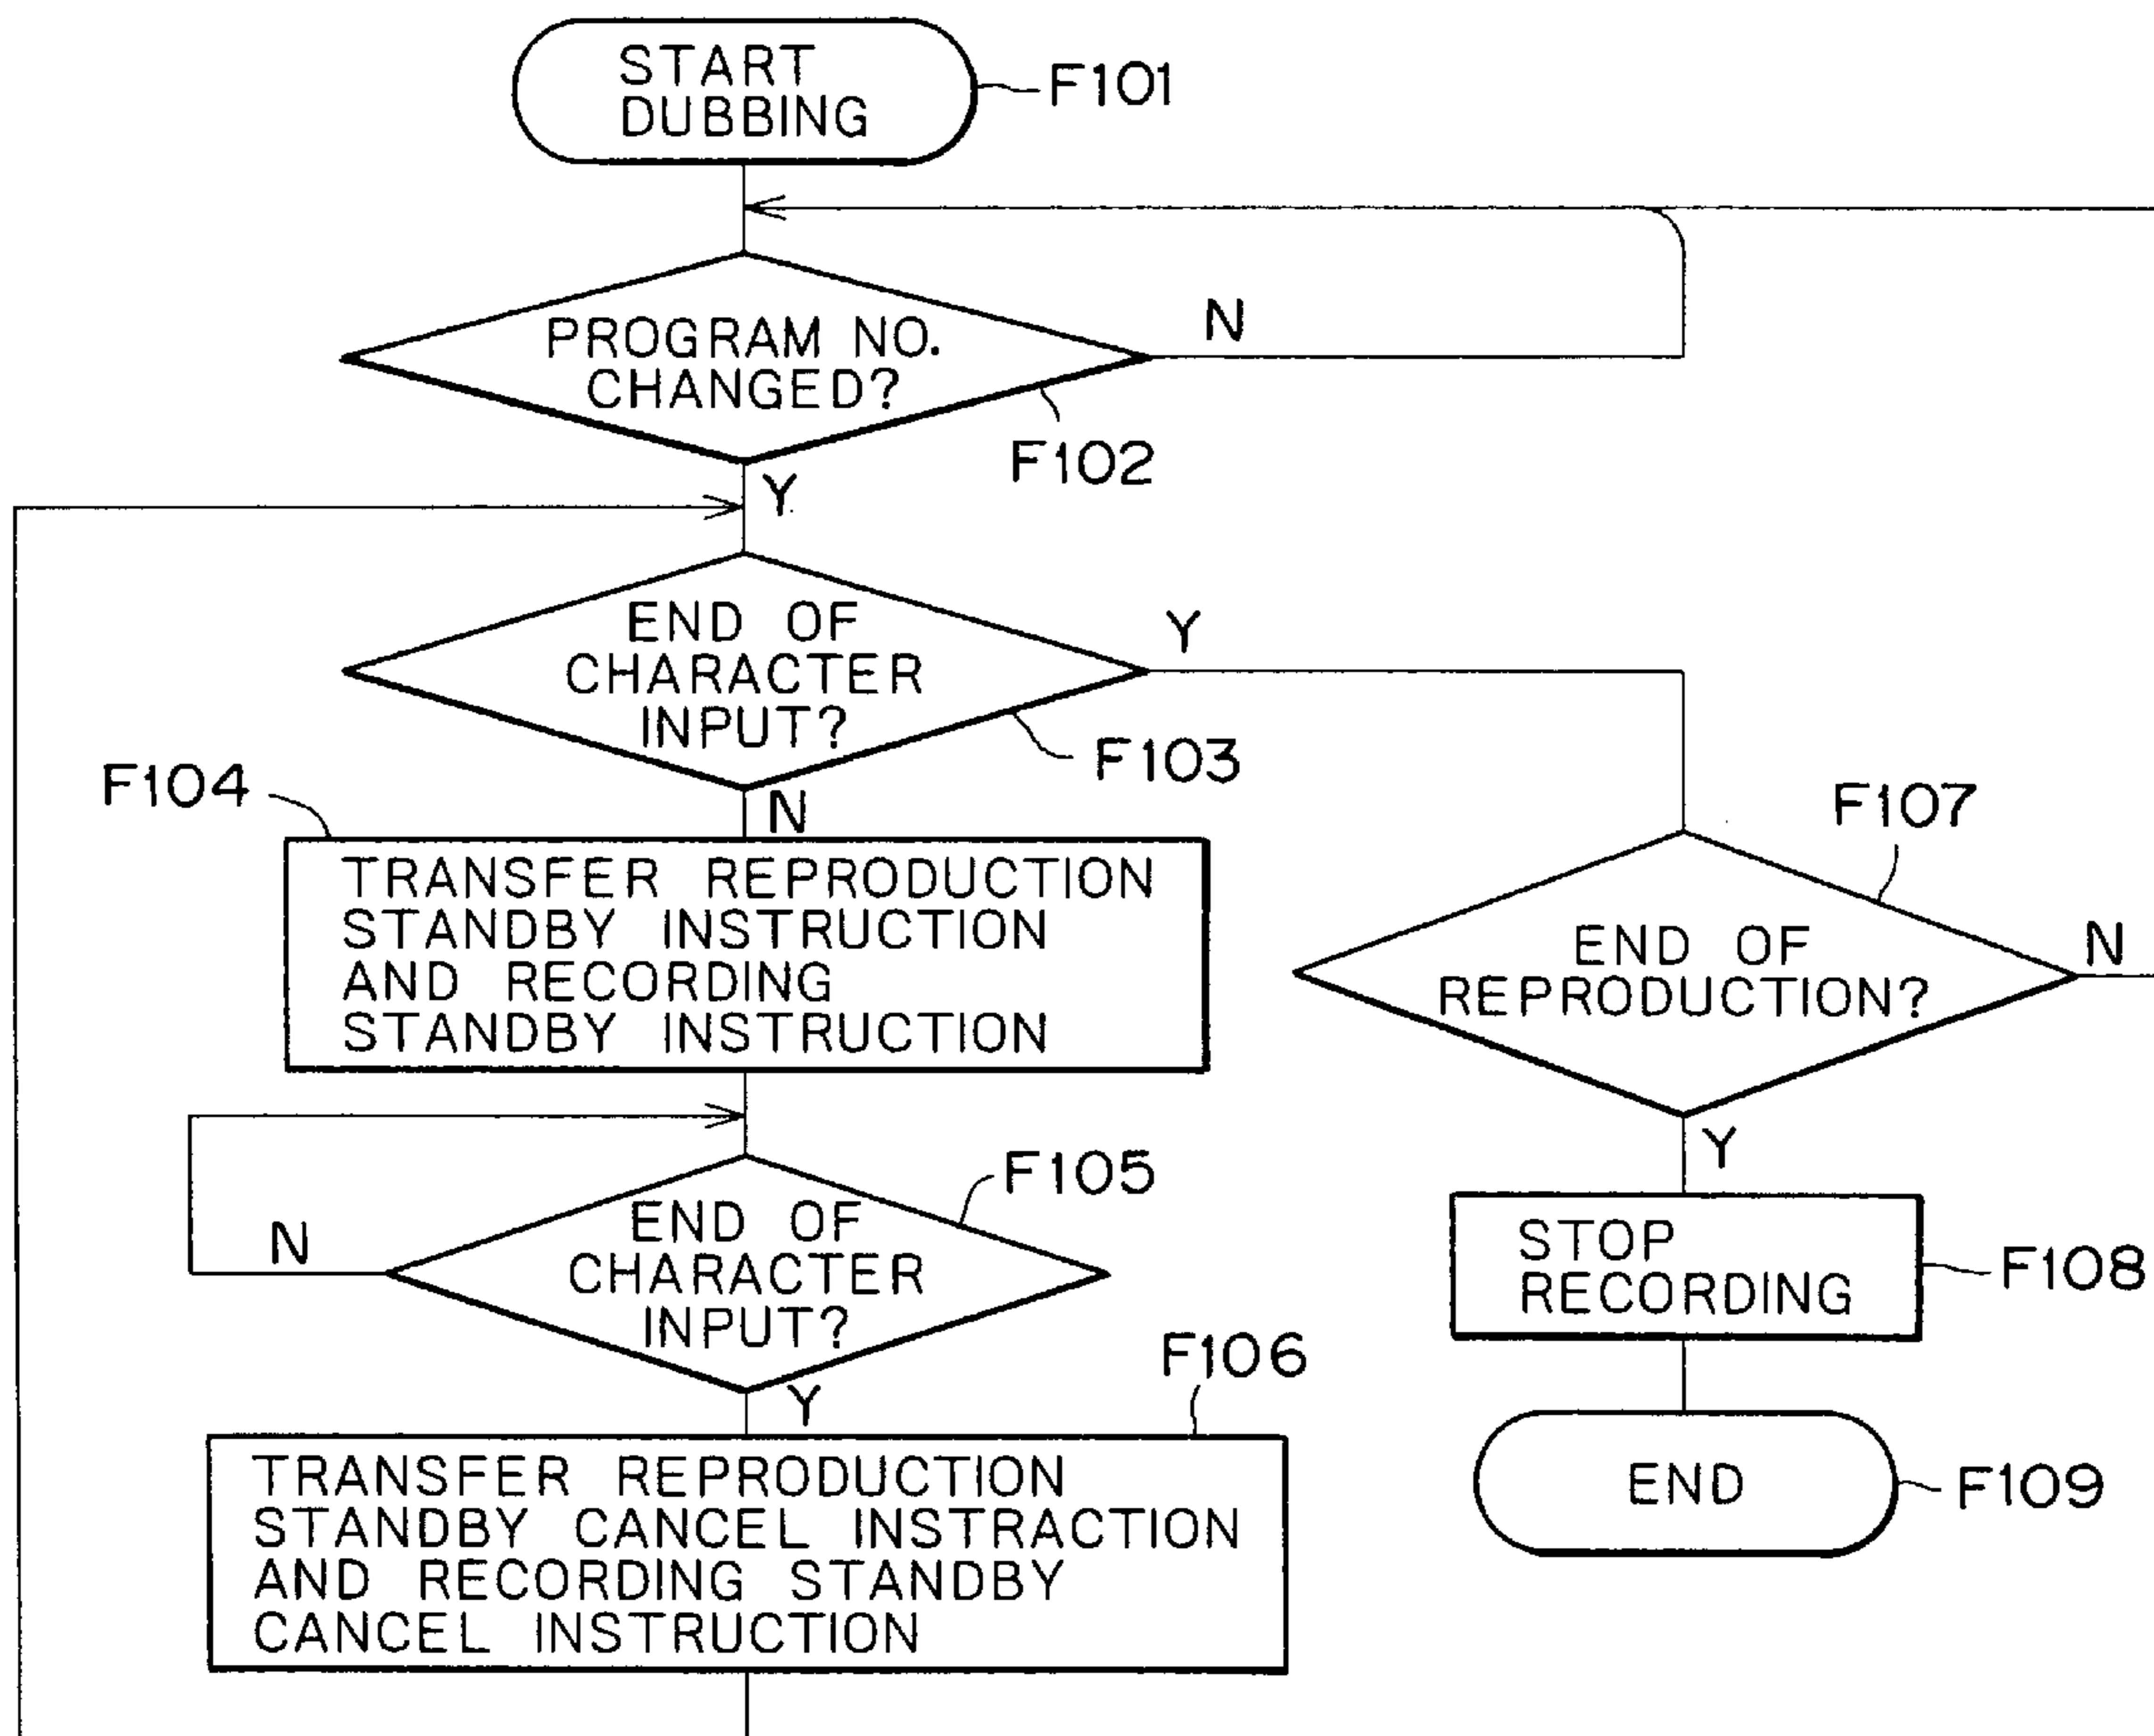 START
DUBBING
F101
PROGRAM NO.
CHANGED?
N
F102
Y
END OF
CHARACTER
INPUT?
Y
F103
N
F104
TRANSFER REPRODUCTION
STANDBY INSTRUCTION
AND RECORDING
STANDBY INSTRUCTION
F105
END OF
CHARACTER
INPUT?
N
Y
F106
TRANSFER REPRODUCTION
STANDBY CANCEL INSTRACTION
AND RECORDING STANDBY
CANCEL INSTRUCTION
F107
END OF
REPRODUCTION?
N
Y
STOP
RECORDING
F108
END
F109